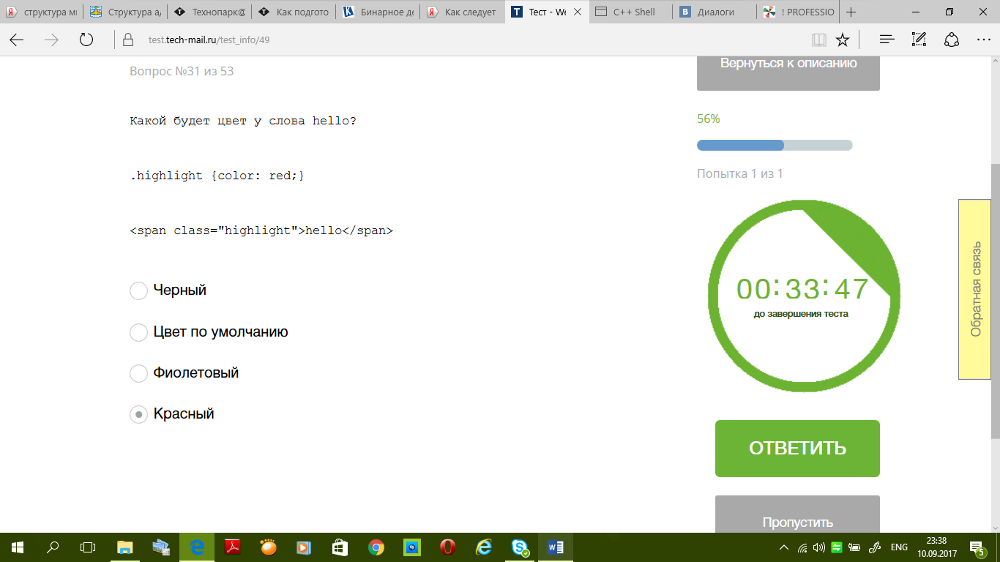 структура ми
Структура ад
Технопарк@
Как подгото
Бинарное де
Как следует
Тест - We
C++ Shell
Диалоги
! PROFESSIO
test.tech-mail.ru/test_info/49
Вопрос №31 из 53
Какой будет цвет у слова hello?
.highlight {color: red;}
<span class="highlight">hello</span>
Черный
Цвет по умолчанию
Фиолетовый
Красный
Вернуться к описанию
56%
Попытка 1 из 1
00:33:47
до завершения теста
ОТВЕТИТЬ
Пропустить
Обратная связь
ENG
23:38
10.09.2017
5